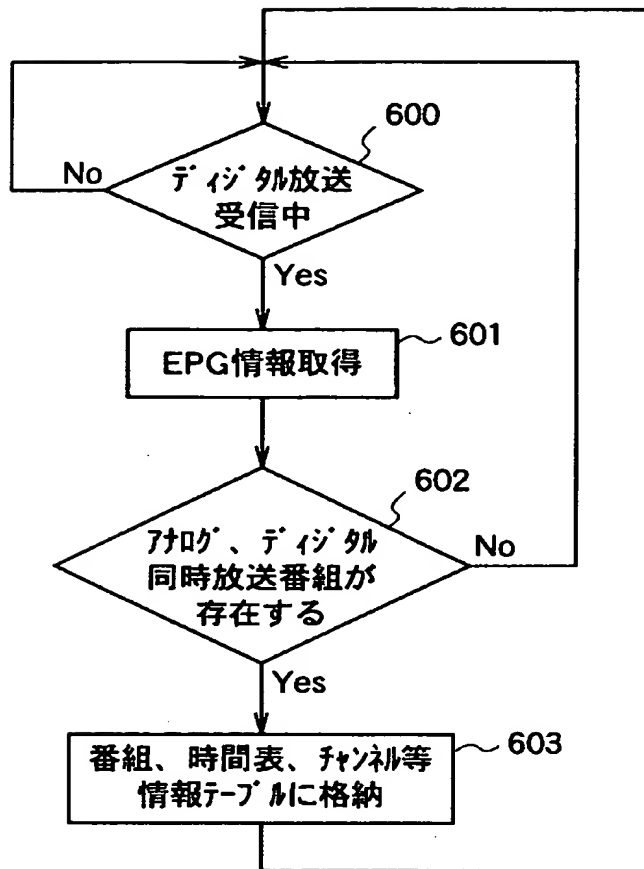 600
No
ディジタル放送
受信中
Yes
601
EPG情報取得
602
アナログ、ディジタル
同時放送番組が
存在する
No
Yes
603
番組、時間表、チャンネル等
情報テーブルに格納